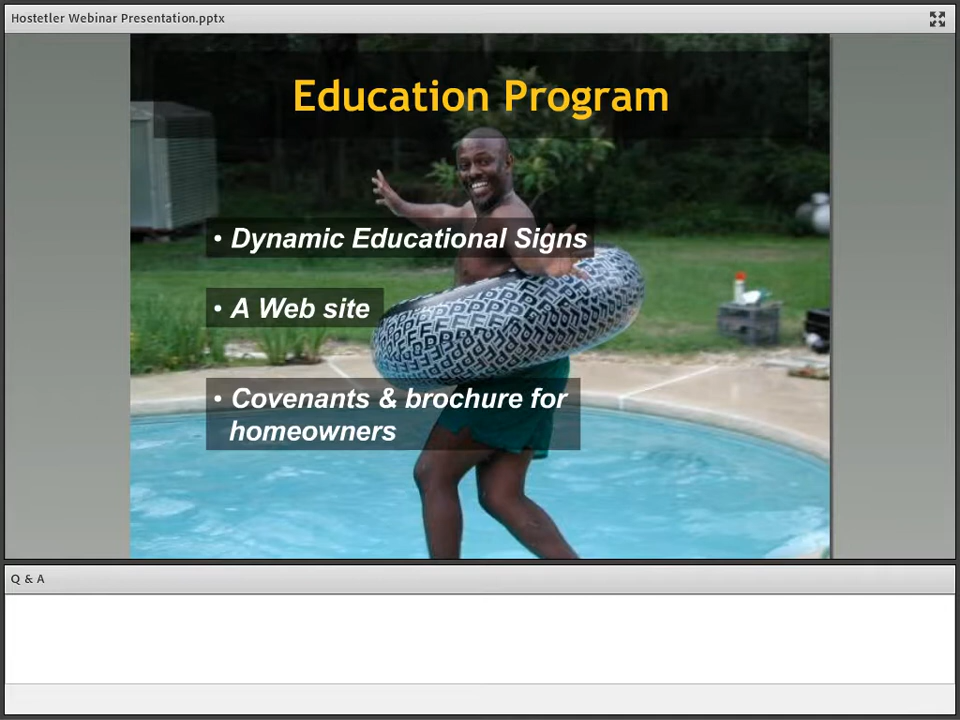 Hostetler Webinar Presentation.pptx
Education Program
• Dynamic Educational Signs
• A Web site
• Covenants & brochure for
homeowners
Q & A